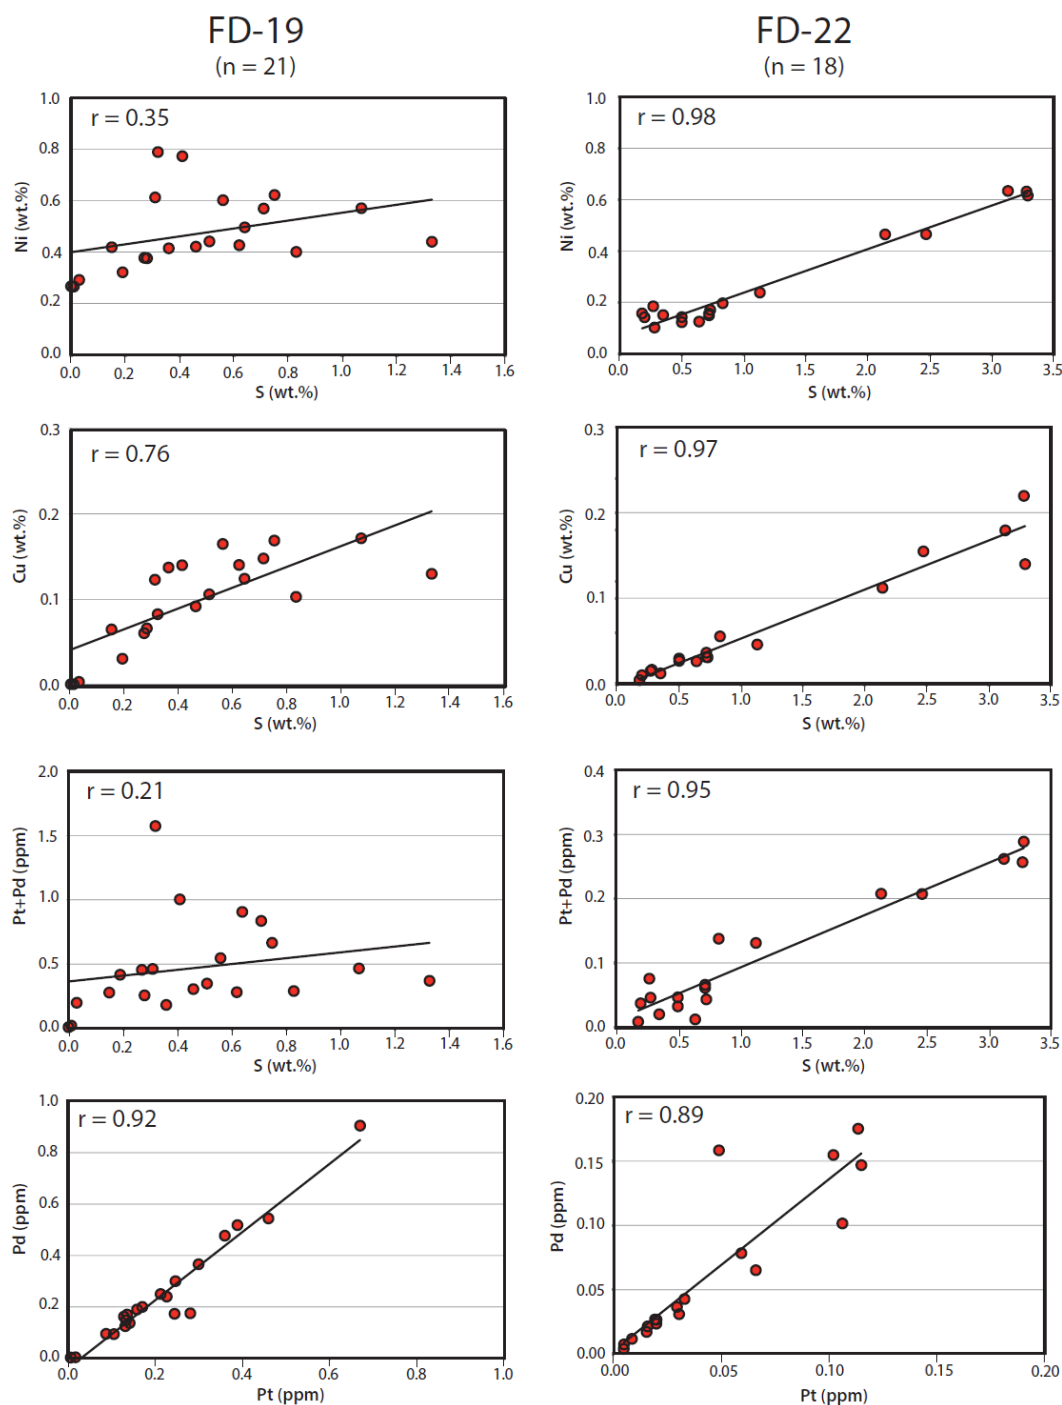 FD-19
(n = 21)
FD-22
(n = 18)
r = 0.35
Ni (wt.%)
1.0
0.8
0.6
0.4
0.2
0.0
0.0 0.2 0.4 0.6 0.8 1.0 1.2 1.4 1.6
S (wt.%)
r = 0.98
Ni (wt.%)
1.0
0.8
0.6
0.4
0.2
0.0
0.0 0.5 1.0 1.5 2.0 2.5 3.0 3.5
S (wt.%)
r = 0.76
Cu (wt.%)
0.3
0.2
0.1
0.0
0.0 0.2 0.4 0.6 0.8 1.0 1.2 1.4 1.6
S (wt.%)
r = 0.97
Cu (wt.%)
0.3
0.2
0.1
0.0
0.0 0.5 1.0 1.5 2.0 2.5 3.0 3.5
S (wt.%)
r = 0.21
Pt+Pd (ppm)
2.0
1.5
1.0
0.5
0.0
0.0 0.2 0.4 0.6 0.8 1.0 1.2 1.4 1.6
S (wt.%)
r = 0.95
Pt+Pd (ppm)
0.4
0.3
0.2
0.1
0.0
0.0 0.5 1.0 1.5 2.0 2.5 3.0 3.5
S (wt.%)
r = 0.92
Pd (ppm)
1.0
0.8
0.6
0.4
0.2
0.0
0.0 0.2 0.4 0.6 0.8 1.0
Pt (ppm)
r = 0.89
Pd (ppm)
0.20
0.15
0.10
0.05
0.00
0.0 0.05 0.10 0.15 0.20
Pt (ppm)